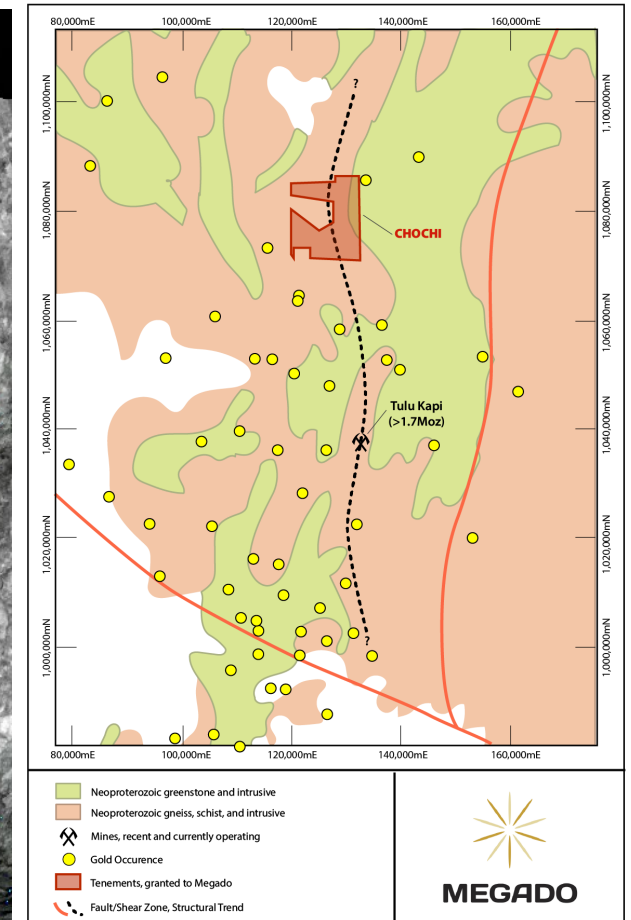 80,000mE 100,000mE 120,000mE 140,000mE 160,000mE
?
1,100,000mN 1,100,000mN
1,080,000mN 1,080,000mN
CHOCHI
1,060,000mN 1,060,000mN
Tulu Kapi
(>1.7Moz)
1,040,000mN 1,040,000mN
1,020,000mN 1,020,000mN
?
1,000,000mN 1,000,000mN
80,000mE 100,000mE 120,000mE 140,000mE 160,000mE
Neoproterozoic greenstone and intrusive
Neoproterozoic gneiss, schist, and intrusive
Mines, recent and currently operating
Gold Occurence
Tenements, granted to Megado
Fault/Shear Zone, Structural Trend
MEGADO